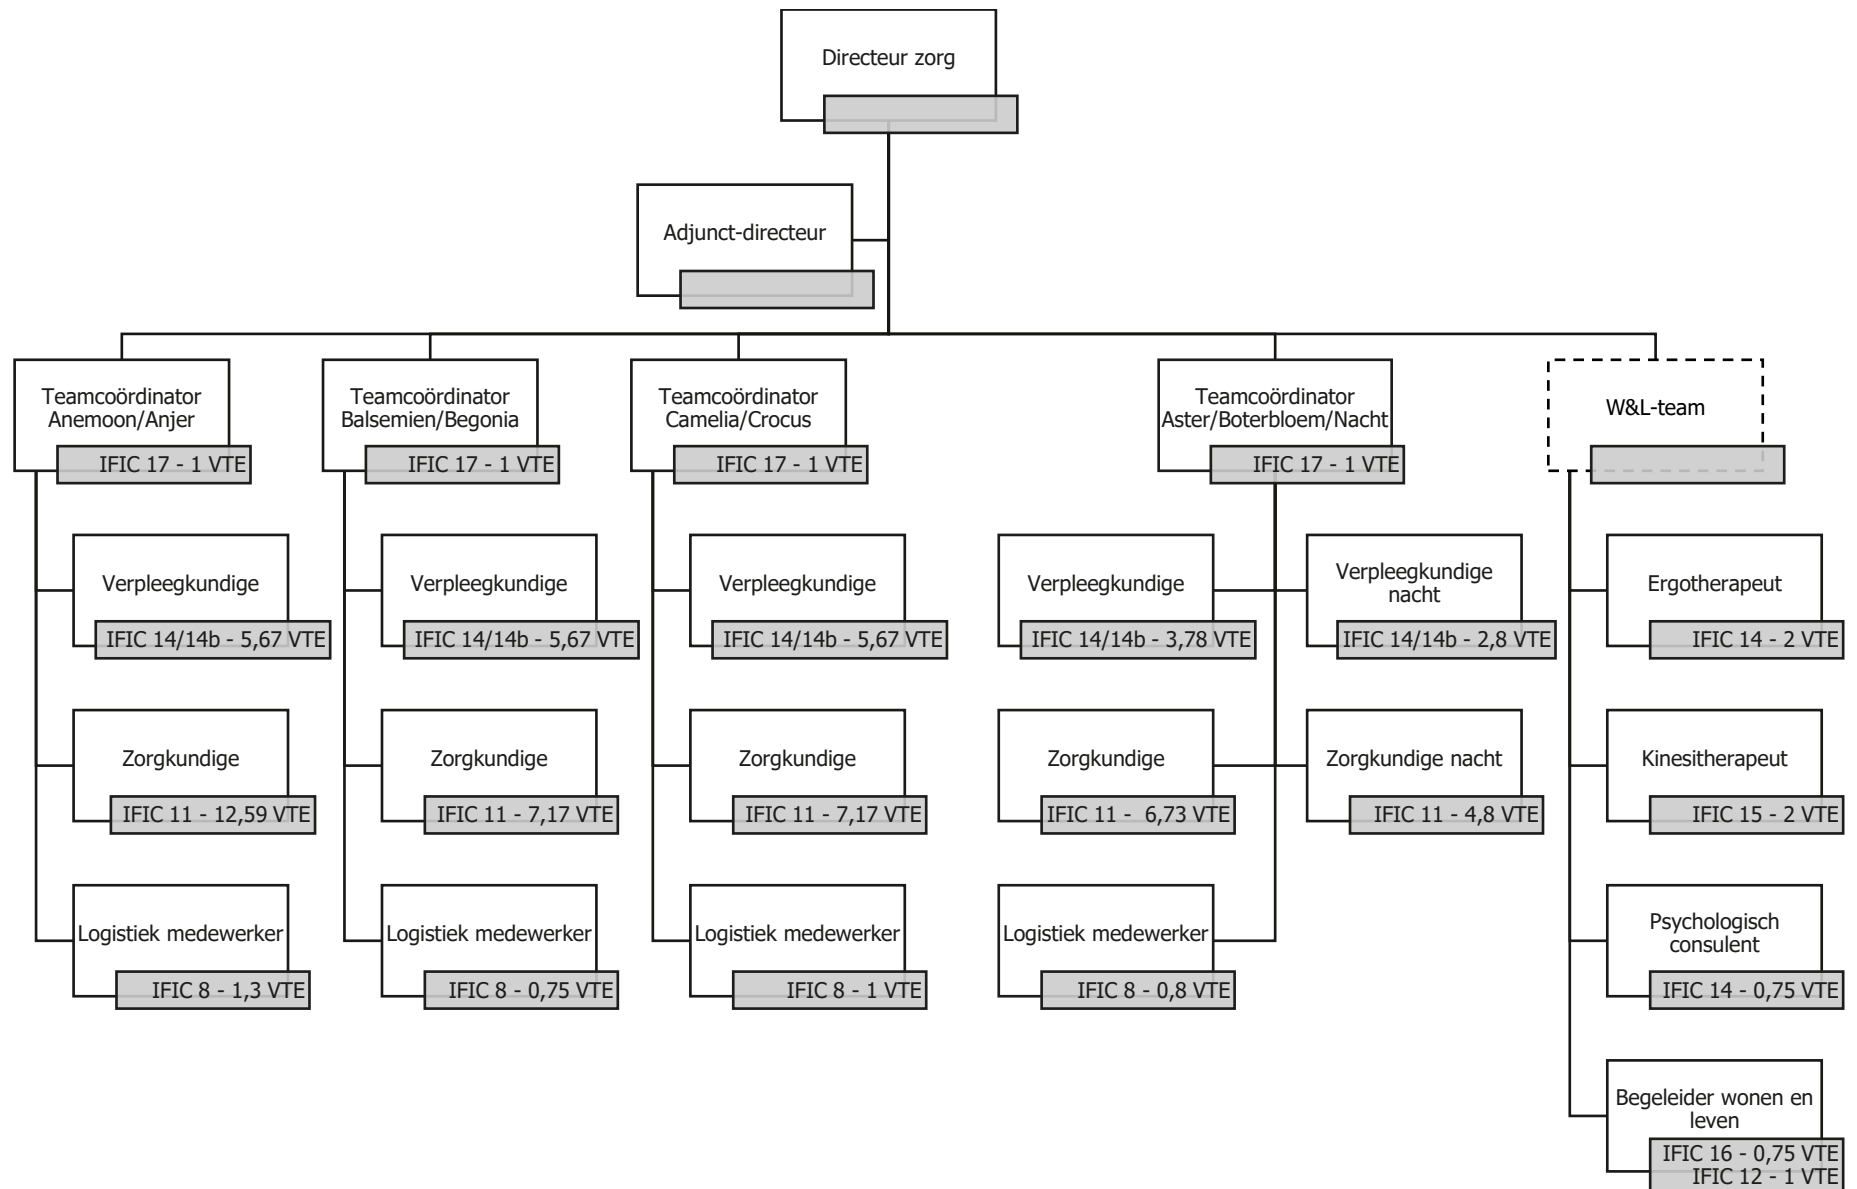 Directeur zorg
Adjunct-directeur
Teamcoördinator
Anemoon/Anjer
IFIC 17 - 1 VTE
Verpleegkundige
IFIC 14/14b - 5,67 VTE
Zorgkundige
IFIC 11 - 12,59 VTE
Logistiek medewerker
IFIC 8 - 1,3 VTE
Teamcoördinator
Balsemien/Begonia
IFIC 17 - 1 VTE
Verpleegkundige
IFIC 14/14b - 5,67 VTE
Zorgkundige
IFIC 11 - 7,17 VTE
Logistiek medewerker
IFIC 8 - 0,75 VTE
Teamcoördinator
Camelia/Crocus
IFIC 17 - 1 VTE
Verpleegkundige
IFIC 14/14b - 5,67 VTE
Zorgkundige
IFIC 11 - 7,17 VTE
Logistiek medewerker
IFIC 8 - 1 VTE
Teamcoördinator
Aster/Boterbloem/Nacht
IFIC 17 - 1 VTE
Verpleegkundige
IFIC 14/14b - 3,78 VTE
Verpleegkundige
nacht
IFIC 14/14b - 2,8 VTE
Zorgkundige
IFIC 11 -  6,73 VTE
Zorgkundige nacht
IFIC 11 - 4,8 VTE
Logistiek medewerker
IFIC 8 - 0,8 VTE
W&L-team
Ergotherapeut
IFIC 14 - 2 VTE
Kinesitherapeut
IFIC 15 - 2 VTE
Psychologisch
consulent
IFIC 14 - 0,75 VTE
Begeleider wonen en
leven
IFIC 16 - 0,75 VTE
IFIC 12 - 1 VTE